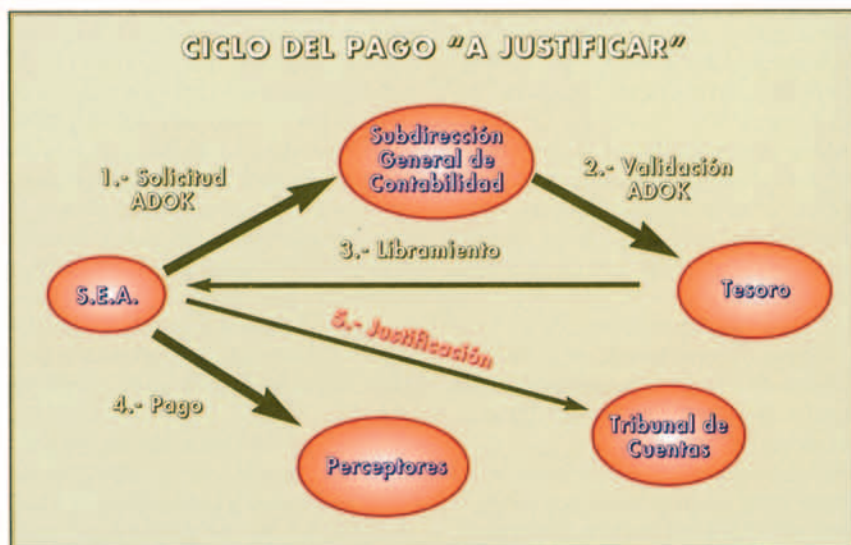 CICLO DEL PAGO "A JUSTIFICAR"
Subdirección
General de
Contabilidad
1.- Solicitud
ADOK
2.- Validación
ADOK
3.- Libramiento
S.E.A.
Tesoro
5.- Justificación
4.- Pago
Perceptores
Tribunal de
Cuentas